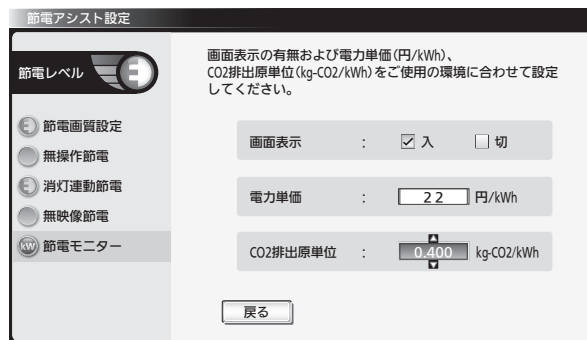 節電アシスト設定
節電レベル
E
画面表示の有無および電力単価(円/kWh)、
CO2排出原単位(kg-CO2/kWh)をご使用の環境に合わせて設定
してください。
E 節電画質設定
無操作節電
E 消灯連動節電
無映像節電
kW 節電モニター
画面表示 : ☑ 入 □ 切
電力単価 : 22 円/kWh
CO2排出原単位 : 0.400 kg-CO2/kWh
戻る